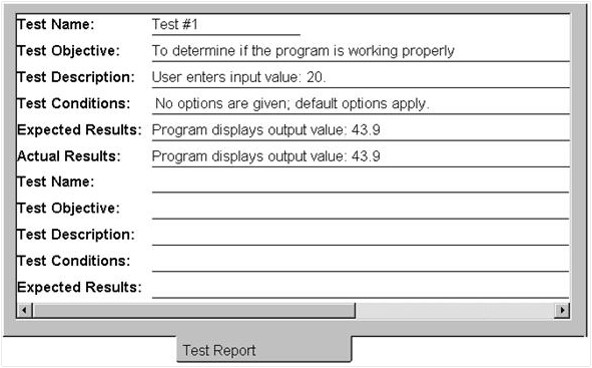 Test Name: Test #1
Test Objective: To determine if the program is working properly
Test Description: User enters input value: 20.
Test Conditions: No options are given; default options apply.
Expected Results: Program displays output value: 43.9
Actual Results: Program displays output value: 43.9
Test Name:
Test Objective:
Test Description:
Test Conditions:
Expected Results:
Test Report